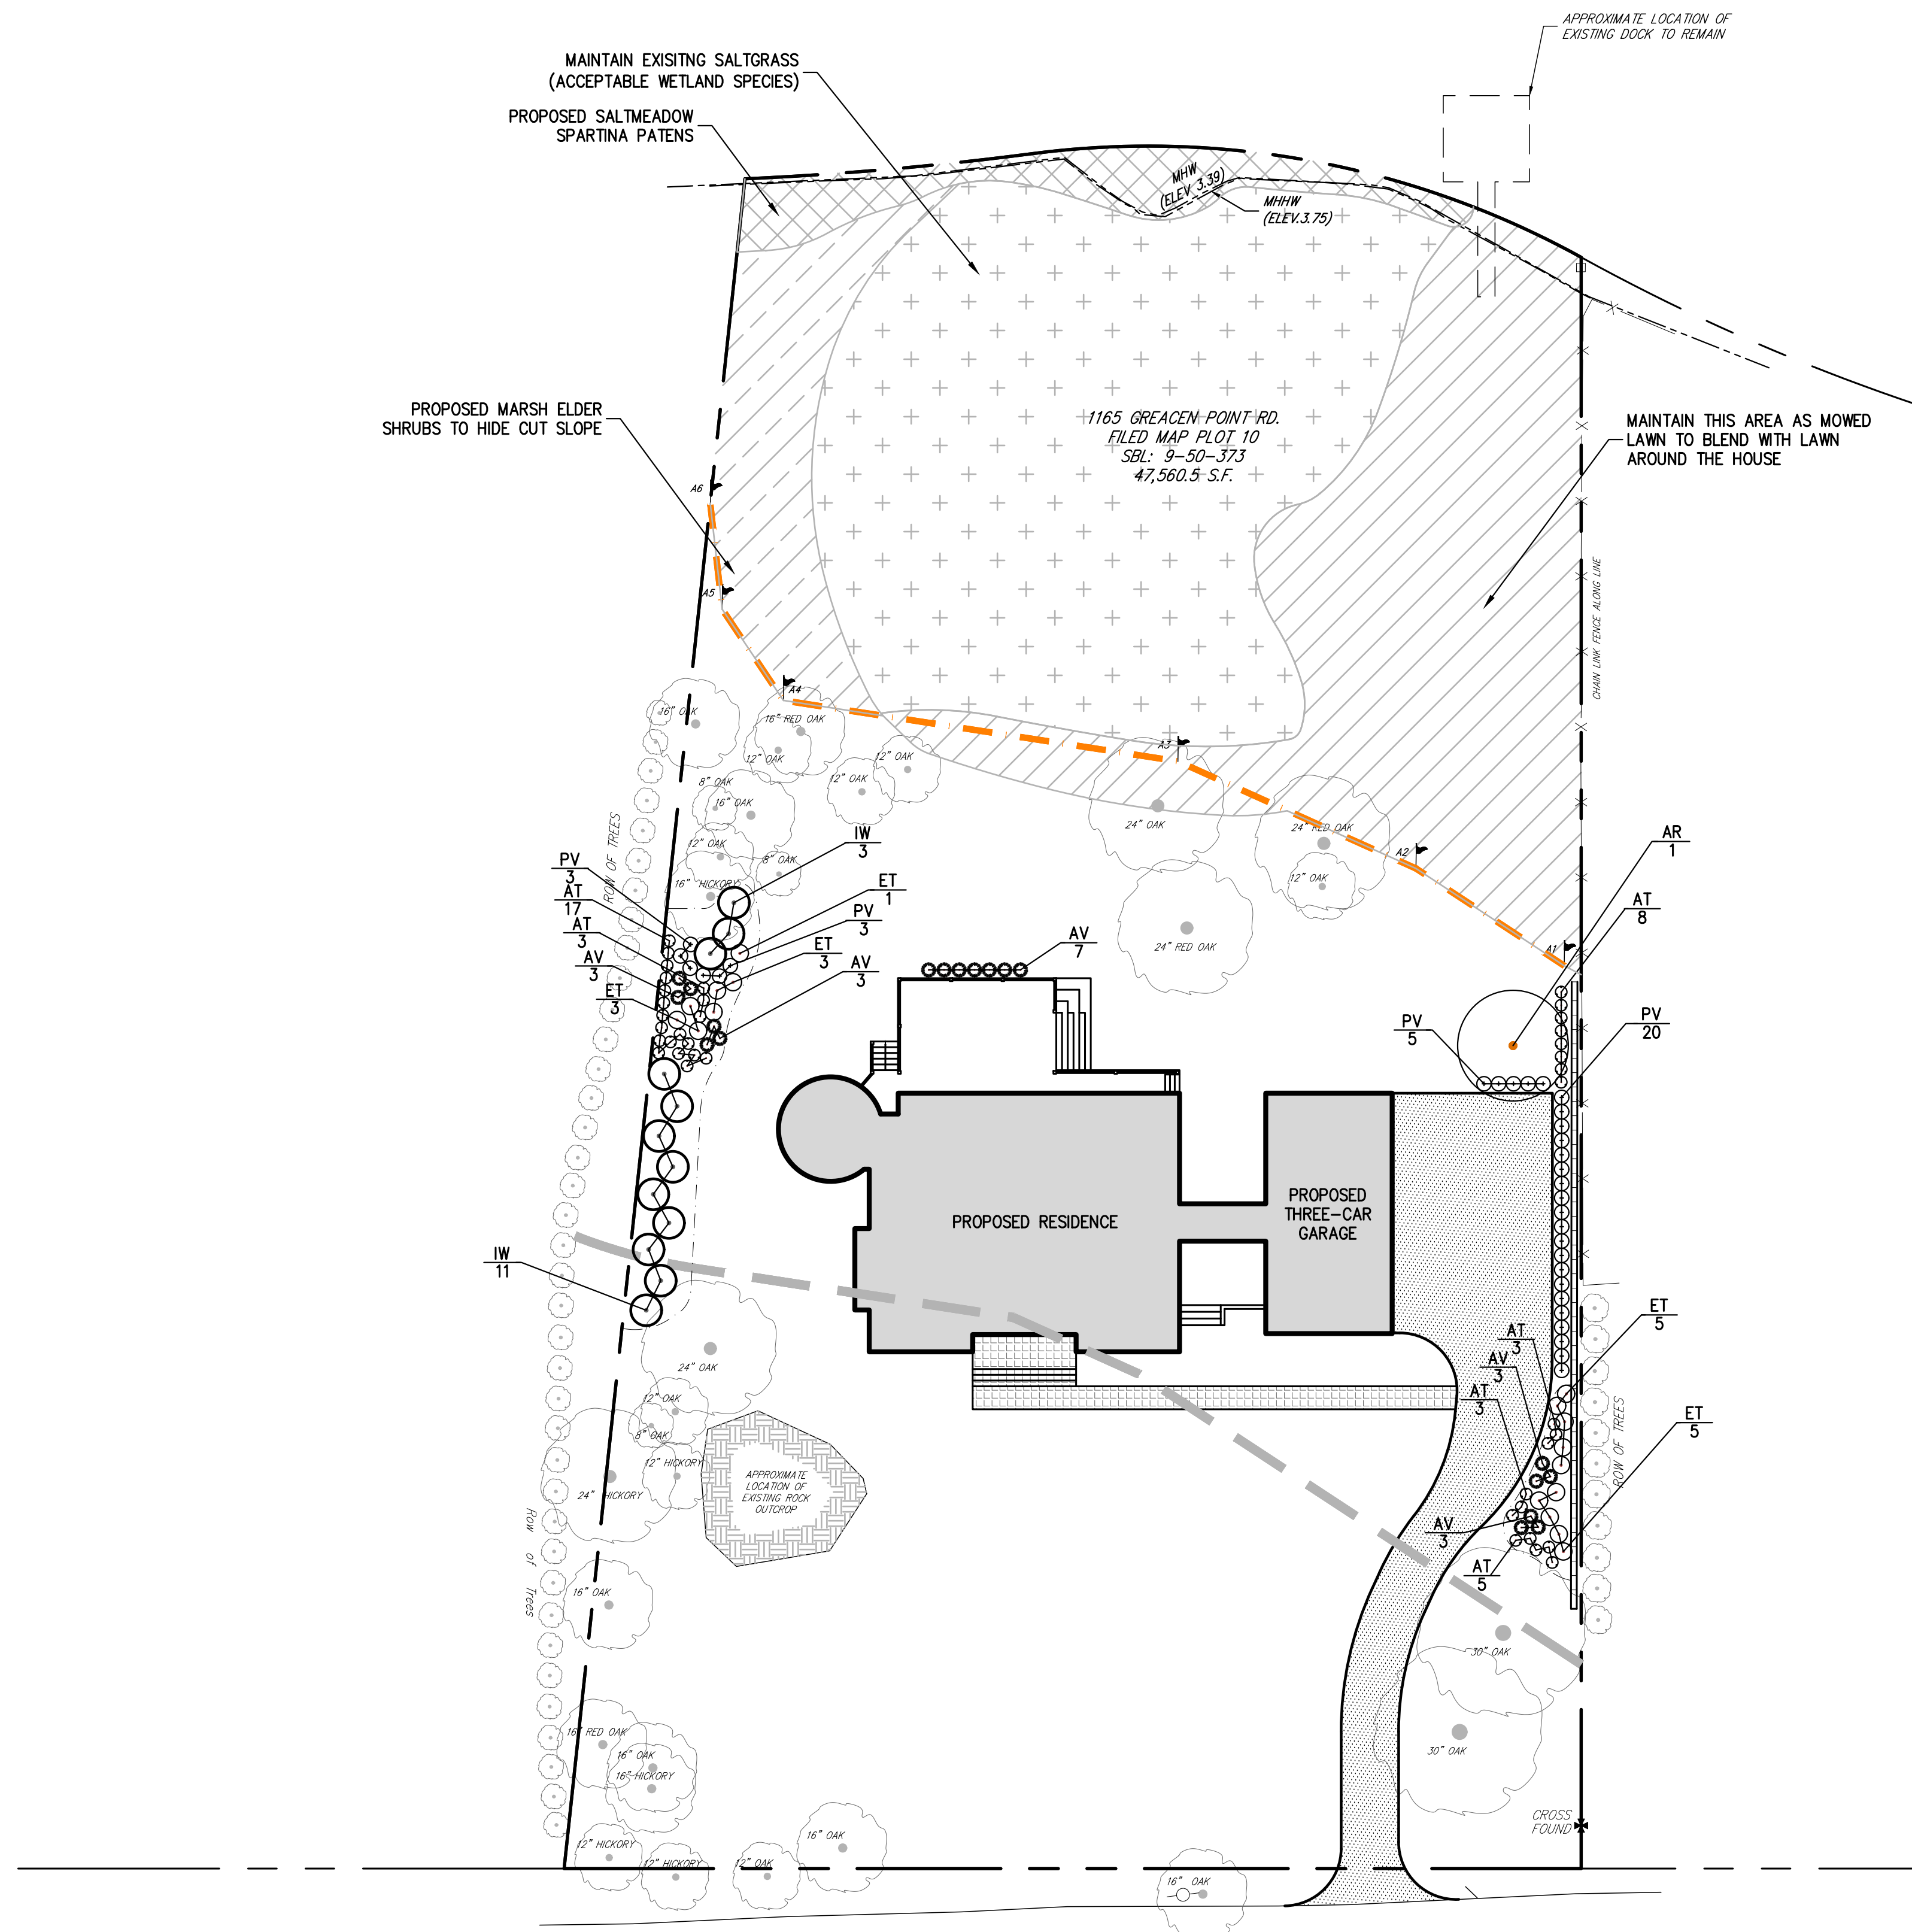 APPROXIMATE LOCATION OF
EXISTING DOCK TO REMAIN
MAINTAIN EXISITNG SALTGRASS
(ACCEPTABLE WETLAND SPECIES)
PROPOSED SALTMEADOW
SPARTINA PATENS
MHW
(ELEV 3.39)
MHHW
(ELEV.3.75)
PROPOSED MARSH ELDER
SHRUBS TO HIDE CUT SLOPE
1165 GREACEN POINT RD.
FILED MAP PLOT 10
SBL: 9-50-373
47,560.5 S.F.
MAINTAIN THIS AREA AS MOWED
LAWN TO BLEND WITH LAWN
AROUND THE HOUSE
CHAIN LINK FENCE ALONG LINE
A6
A5
A4
A3
A2
A1
16" OAK
16" RED OAK
12" OAK
12" OAK
12" OAK
8" OAK
16" OAK
12" OAK
8" OAK
16" HICKORY
24" OAK
24" RED OAK
12" OAK
24" RED OAK
ROW OF TREES
IW
3
PV
3
AT
17
AT
3
AV
3
ET
3
ET
1
PV
3
ET
3
AV
3
AV
7
AR
1
AT
8
PV
5
PV
20
PROPOSED RESIDENCE
PROPOSED
THREE-CAR
GARAGE
IW
11
ET
5
AT
3
AV
3
AT
3
ET
5
AV
3
AT
5
ROW OF TREES
24" OAK
12" OAK
8" OAK
12" HICKORY
24" HICKORY
APPROXIMATE
LOCATION OF
EXISTING ROCK
OUTCROP
Row of Trees
16" OAK
30" OAK
30" OAK
16" RED OAK
16" OAK
16" HICKORY
12" HICKORY
12" HICKORY
12" OAK
16" OAK
16" OAK
CROSS
FOUND